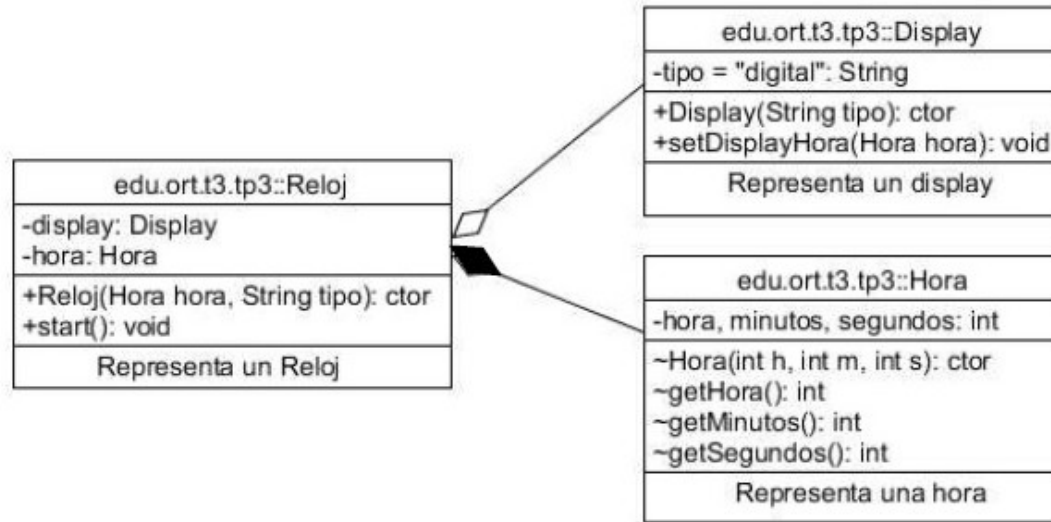 edu.ort.t3.tp3::Display
-tipo = "digital": String
+Display(String tipo): ctor
+setDisplayHora(Hora hora): void
Representa un display
edu.ort.t3.tp3::Reloj
-display: Display
-hora: Hora
+Reloj(Hora hora, String tipo): ctor
+start(): void
Representa un Reloj
edu.ort.t3.tp3::Hora
-hora, minutos, segundos: int
~Hora(int h, int m, int s): ctor
~getHora(): int
~getMinutos(): int
~getSegundos(): int
Representa una hora